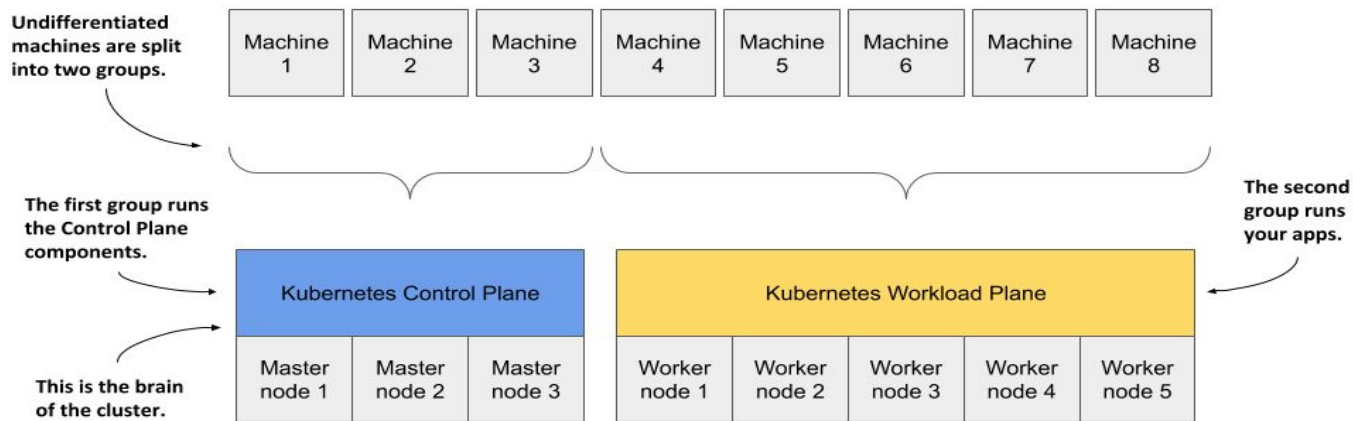 Undifferentiated
machines are split
into two groups.
Machine
1
Machine
2
Machine
3
Machine
4
Machine
5
Machine
6
Machine
7
Machine
8
The first group runs
the Control Plane
components.
The second
group runs
your apps.
Kubernetes Control Plane
Kubernetes Workload Plane
This is the brain
of the cluster.
Master
node 1
Master
node 2
Master
node 3
Worker
node 1
Worker
node 2
Worker
node 3
Worker
node 4
Worker
node 5